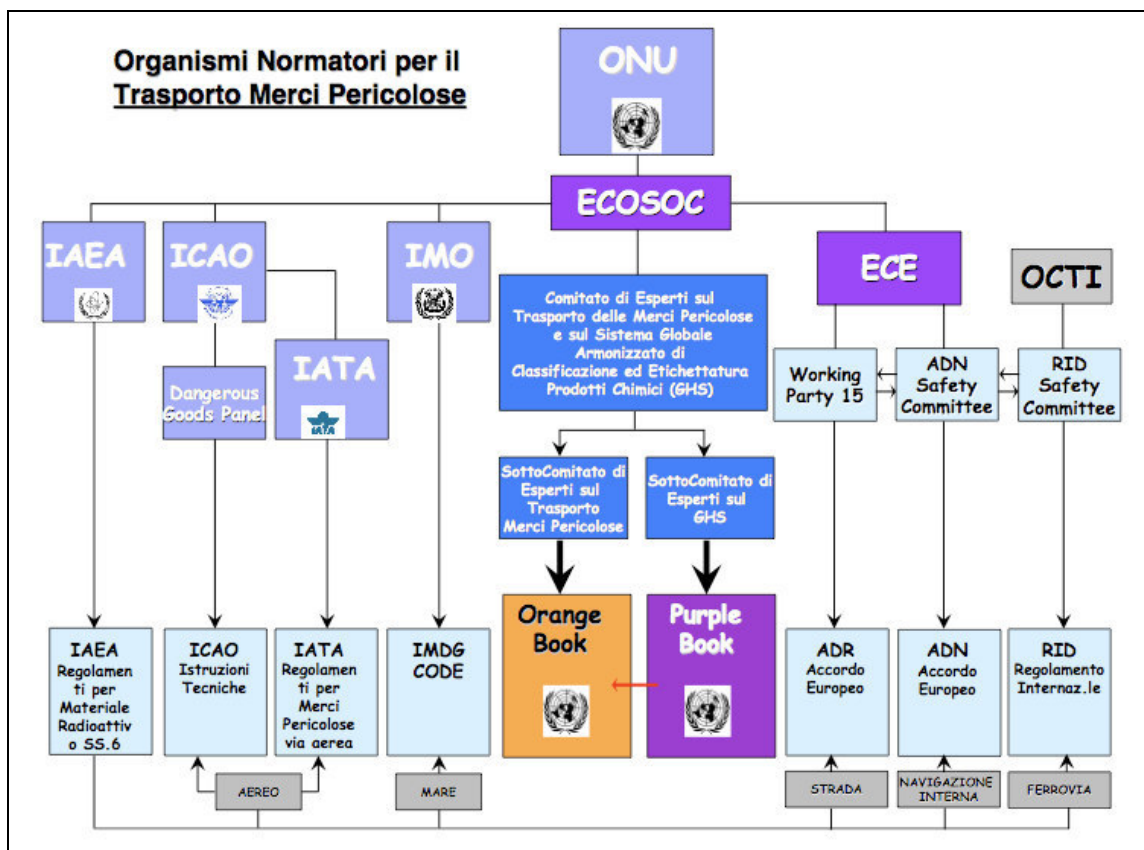 Organismi Normatori per il
Trasporto Merci Pericolose
ONU
ECOSOC
IAEA
ICAO
IMO
ECE
OCTI
IATA
IATA
Dangerous
Goods Panel
Comitato di Esperti sul
Trasporto delle Merci Pericolose
e sul Sistema Globale
Armonizzato di
Classificazione ed Etichettatura
Prodotti Chimici (GHS)
Working
Party 15
ADN
Safety
Committee
RID
Safety
Committee
SottoComitato di
Esperti sul
Trasporto
Merci Pericolose
SottoComitato di
Esperti sul
GHS
Orange
Book
Purple
Book
IAEA
Regolamen
ti per
Materiale
Radioattiv
o SS.6
ICAO
Istruzioni
Tecniche
IATA
Regolamen
ti per
Merci
Pericolose
via aerea
IMDG
CODE
ADR
Accordo
Europeo
ADN
Accordo
Europeo
RID
Regolamento
Internaz.le
AEREO
MARE
STRADA
NAVIGAZIONE
INTERNA
FERROVIA